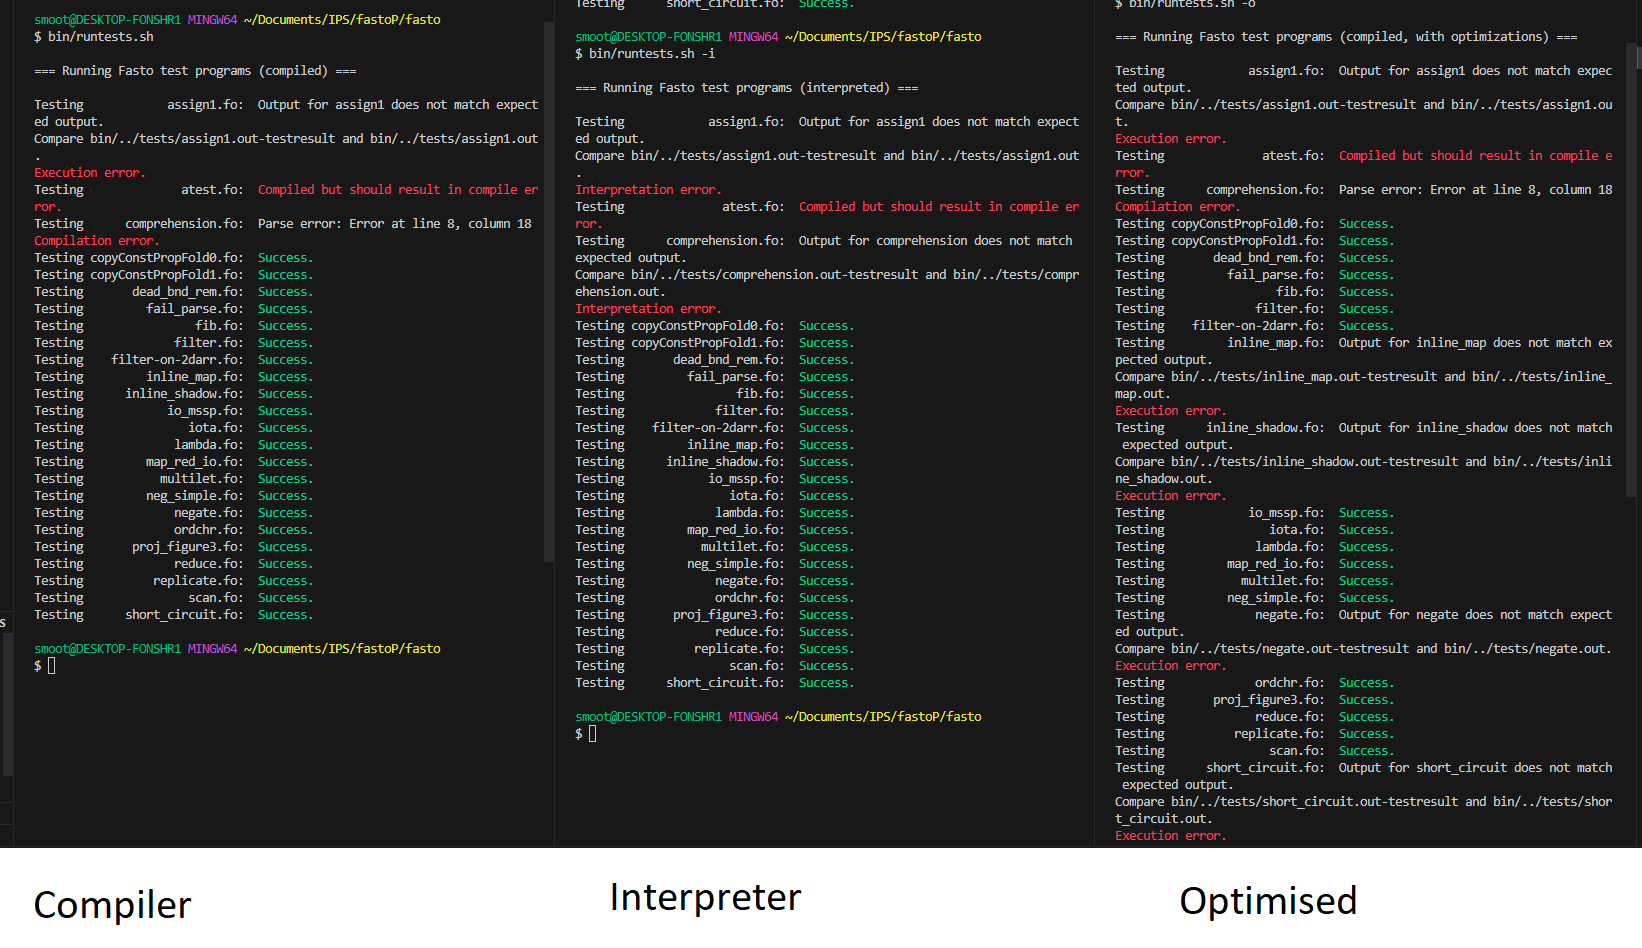 smoot@DESKTOP-FONSHR1 MINGW64 ~/Documents/IPS/fastoP/fasto
$ bin/runtests.sh
=== Running Fasto test programs (compiled) ===
Testing            assign1.fo:  Output for assign1 does not match expect
ed output.
Compare bin/../tests/assign1.out-testresult and bin/../tests/assign1.out
.
Execution error.
Testing              atest.fo:  Compiled but should result in compile er
ror.
Testing      comprehension.fo:  Parse error: Error at line 8, column 18
Compilation error.
Testing copyConstPropFold0.fo:  Success.
Testing copyConstPropFold1.fo:  Success.
Testing       dead_bnd_rem.fo:  Success.
Testing         fail_parse.fo:  Success.
Testing                fib.fo:  Success.
Testing             filter.fo:  Success.
Testing    filter-on-2darr.fo:  Success.
Testing         inline_map.fo:  Success.
Testing      inline_shadow.fo:  Success.
Testing            io_mssp.fo:  Success.
Testing               iota.fo:  Success.
Testing             lambda.fo:  Success.
Testing         map_red_io.fo:  Success.
Testing           multilet.fo:  Success.
Testing         neg_simple.fo:  Success.
Testing             negate.fo:  Success.
Testing             ordchr.fo:  Success.
Testing       proj_figure3.fo:  Success.
Testing             reduce.fo:  Success.
Testing          replicate.fo:  Success.
Testing               scan.fo:  Success.
Testing      short_circuit.fo:  Success.
smoot@DESKTOP-FONSHR1 MINGW64 ~/Documents/IPS/fastoP/fasto
$
s
Testing      short_circuit.fo:  Success.
smoot@DESKTOP-FONSHR1 MINGW64 ~/Documents/IPS/fastoP/fasto
$ bin/runtests.sh -i
=== Running Fasto test programs (interpreted) ===
Testing            assign1.fo:  Output for assign1 does not match expect
ed output.
Compare bin/../tests/assign1.out-testresult and bin/../tests/assign1.out
.
Interpretation error.
Testing              atest.fo:  Compiled but should result in compile er
ror.
Testing      comprehension.fo:  Output for comprehension does not match
expected output.
Compare bin/../tests/comprehension.out-testresult and bin/../tests/compr
ehension.out.
Interpretation error.
Testing copyConstPropFold0.fo:  Success.
Testing copyConstPropFold1.fo:  Success.
Testing       dead_bnd_rem.fo:  Success.
Testing         fail_parse.fo:  Success.
Testing                fib.fo:  Success.
Testing             filter.fo:  Success.
Testing    filter-on-2darr.fo:  Success.
Testing         inline_map.fo:  Success.
Testing      inline_shadow.fo:  Success.
Testing            io_mssp.fo:  Success.
Testing               iota.fo:  Success.
Testing             lambda.fo:  Success.
Testing         map_red_io.fo:  Success.
Testing           multilet.fo:  Success.
Testing         neg_simple.fo:  Success.
Testing             negate.fo:  Success.
Testing             ordchr.fo:  Success.
Testing       proj_figure3.fo:  Success.
Testing             reduce.fo:  Success.
Testing          replicate.fo:  Success.
Testing               scan.fo:  Success.
Testing      short_circuit.fo:  Success.
smoot@DESKTOP-FONSHR1 MINGW64 ~/Documents/IPS/fastoP/fasto
$
$ bin/runtests.sh -o
=== Running Fasto test programs (compiled, with optimizations) ===
Testing            assign1.fo:  Output for assign1 does not match expec
ted output.
Compare bin/../tests/assign1.out-testresult and bin/../tests/assign1.ou
t.
Execution error.
Testing              atest.fo:  Compiled but should result in compile e
rror.
Testing      comprehension.fo:  Parse error: Error at line 8, column 18
Compilation error.
Testing copyConstPropFold0.fo:  Success.
Testing copyConstPropFold1.fo:  Success.
Testing       dead_bnd_rem.fo:  Success.
Testing         fail_parse.fo:  Success.
Testing                fib.fo:  Success.
Testing             filter.fo:  Success.
Testing    filter-on-2darr.fo:  Success.
Testing         inline_map.fo:  Output for inline_map does not match ex
pected output.
Compare bin/../tests/inline_map.out-testresult and bin/../tests/inline_
map.out.
Execution error.
Testing      inline_shadow.fo:  Output for inline_shadow does not match
 expected output.
Compare bin/../tests/inline_shadow.out-testresult and bin/../tests/inli
ne_shadow.out.
Execution error.
Testing            io_mssp.fo:  Success.
Testing               iota.fo:  Success.
Testing             lambda.fo:  Success.
Testing         map_red_io.fo:  Success.
Testing           multilet.fo:  Success.
Testing         neg_simple.fo:  Success.
Testing             negate.fo:  Output for negate does not match expect
ed output.
Compare bin/../tests/negate.out-testresult and bin/../tests/negate.out.
Execution error.
Testing             ordchr.fo:  Success.
Testing       proj_figure3.fo:  Success.
Testing             reduce.fo:  Success.
Testing          replicate.fo:  Success.
Testing               scan.fo:  Success.
Testing      short_circuit.fo:  Output for short_circuit does not match
 expected output.
Compare bin/../tests/short_circuit.out-testresult and bin/../tests/shor
t_circuit.out.
Execution error.
Compiler
Interpreter
Optimised